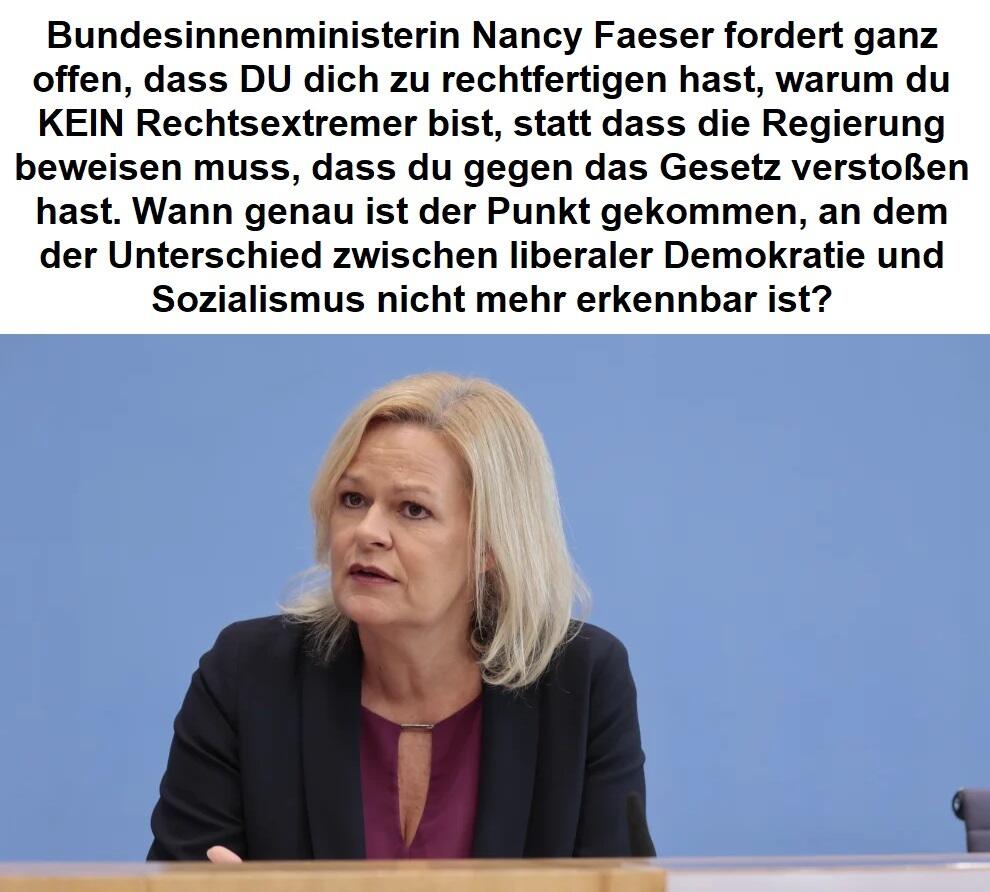 Bundesinnenministerin Nancy Faeser fordert ganz
offen, dass DU dich zu rechtfertigen hast, warum du
KEIN Rechtsextremer bist, statt dass die Regierung
beweisen muss, dass du gegen das Gesetz verstoßen
hast. Wann genau ist der Punkt gekommen, an dem
der Unterschied zwischen liberaler Demokratie und
Sozialismus nicht mehr erkennbar ist?